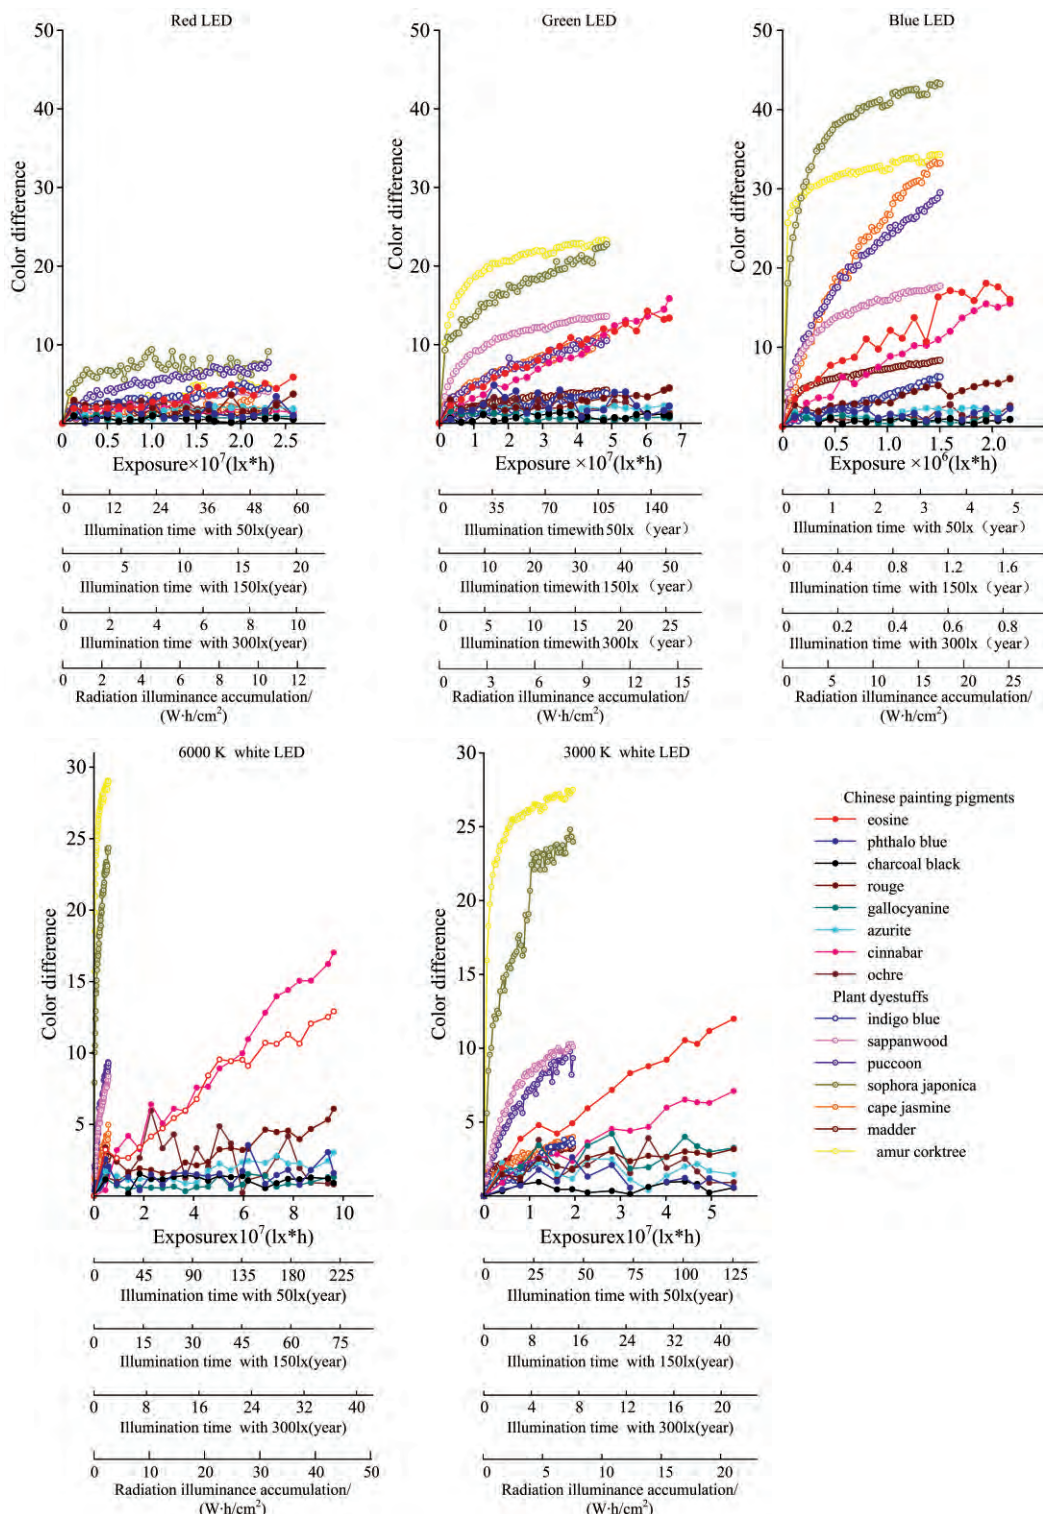 Red LED
50
40
30
20
10
Color difference
0 0.5 1.0 1.5 2.0 2.5
Exposure×10⁷(lx*h)
0 12 24 36 48 60
Illumination time with 50lx(year)
0 5 10 15 20
Illumination time with 150lx(year)
0 2 4 6 8 10
Illumination time with 300lx(year)
0 2 4 6 8 10 12
Radiation illuminance accumulation/
(W·h/cm²)
Green LED
50
40
30
20
10
Color difference
0 1 2 3 4 5 6 7
Exposure ×10⁷(lx*h)
0 35 70 105 140
Illumination timewith50lx (year)
0 10 20 30 40 50
Illumination timewith150lx (year)
0 5 10 15 20 25
Illumination timewith300lx (year)
0 3 6 9 12 15
Radiation illuminance accumulation/
(W·h/cm²)
Blue LED
50
40
30
20
10
Color difference
0 0.5 1.0 1.5 2.0
Exposure ×10⁶(lx*h)
0 1 2 3 4 5
Illumination time with 50lx (year)
0 0.4 0.8 1.2 1.6
Illumination time with 150lx (year)
0 0.2 0.4 0.6 0.8
Illumination time with 300lx (year)
0 5 10 15 20 25
Radiation illuminance accumulation/
(W·h/cm²)
6000 K white LED
30
25
20
15
10
5
Color difference
0 2 4 6 8 10
Exposurex10⁷(lx*h)
0 45 90 135 180 225
Illumination time with 50lx(year)
0 15 30 45 60 75
Illumination time with 150lx(year)
0 8 16 24 32 40
Illumination time with 300lx(year)
0 10 20 30 40 50
Radiation illuminance accumulation/
(W·h/cm²)
3000 K white LED
30
25
20
15
10
5
Color difference
0 1 2 3 4 5
Exposurex10⁷(lx*h)
0 25 50 75 100 125
Illumination time with 50lx(year)
0 8 16 24 32 40
Illumination time with 150lx(year)
0 4 8 12 16 20
Illumination time with 300lx(year)
0 5 10 15 20
Radiation illuminance accumulation/
(W·h/cm²)
Chinese painting pigments
eosine
phthalo blue
charcoal black
rouge
gallocyanine
azurite
cinnabar
ochre
Plant dyestuffs
indigo blue
sappanwood
puccoon
sophora japonica
cape jasmine
madder
amur corktree